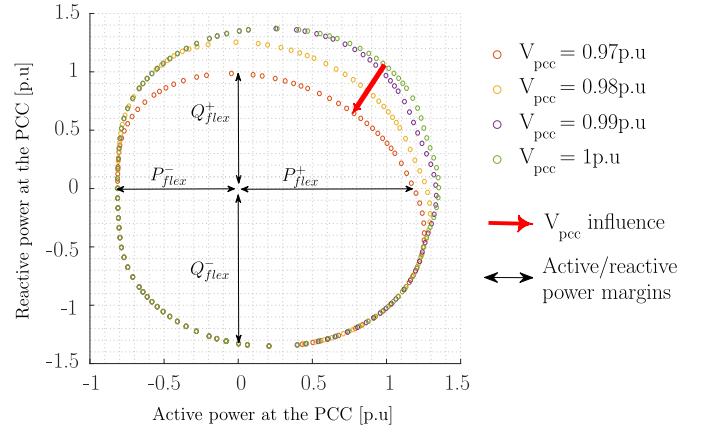 1.5
1
0.5
0
-0.5
-1
-1.5
-1
-0.5
0
0.5
1
1.5
Reactive power at the PCC [p.u]
Active power at the PCC [p.u]
Q⁺flex
P⁻flex
P⁺flex
Q⁻flex
Vpcc = 0.97p.u
Vpcc = 0.98p.u
Vpcc = 0.99p.u
Vpcc = 1p.u
Vpcc influence
Active/reactive
power margins